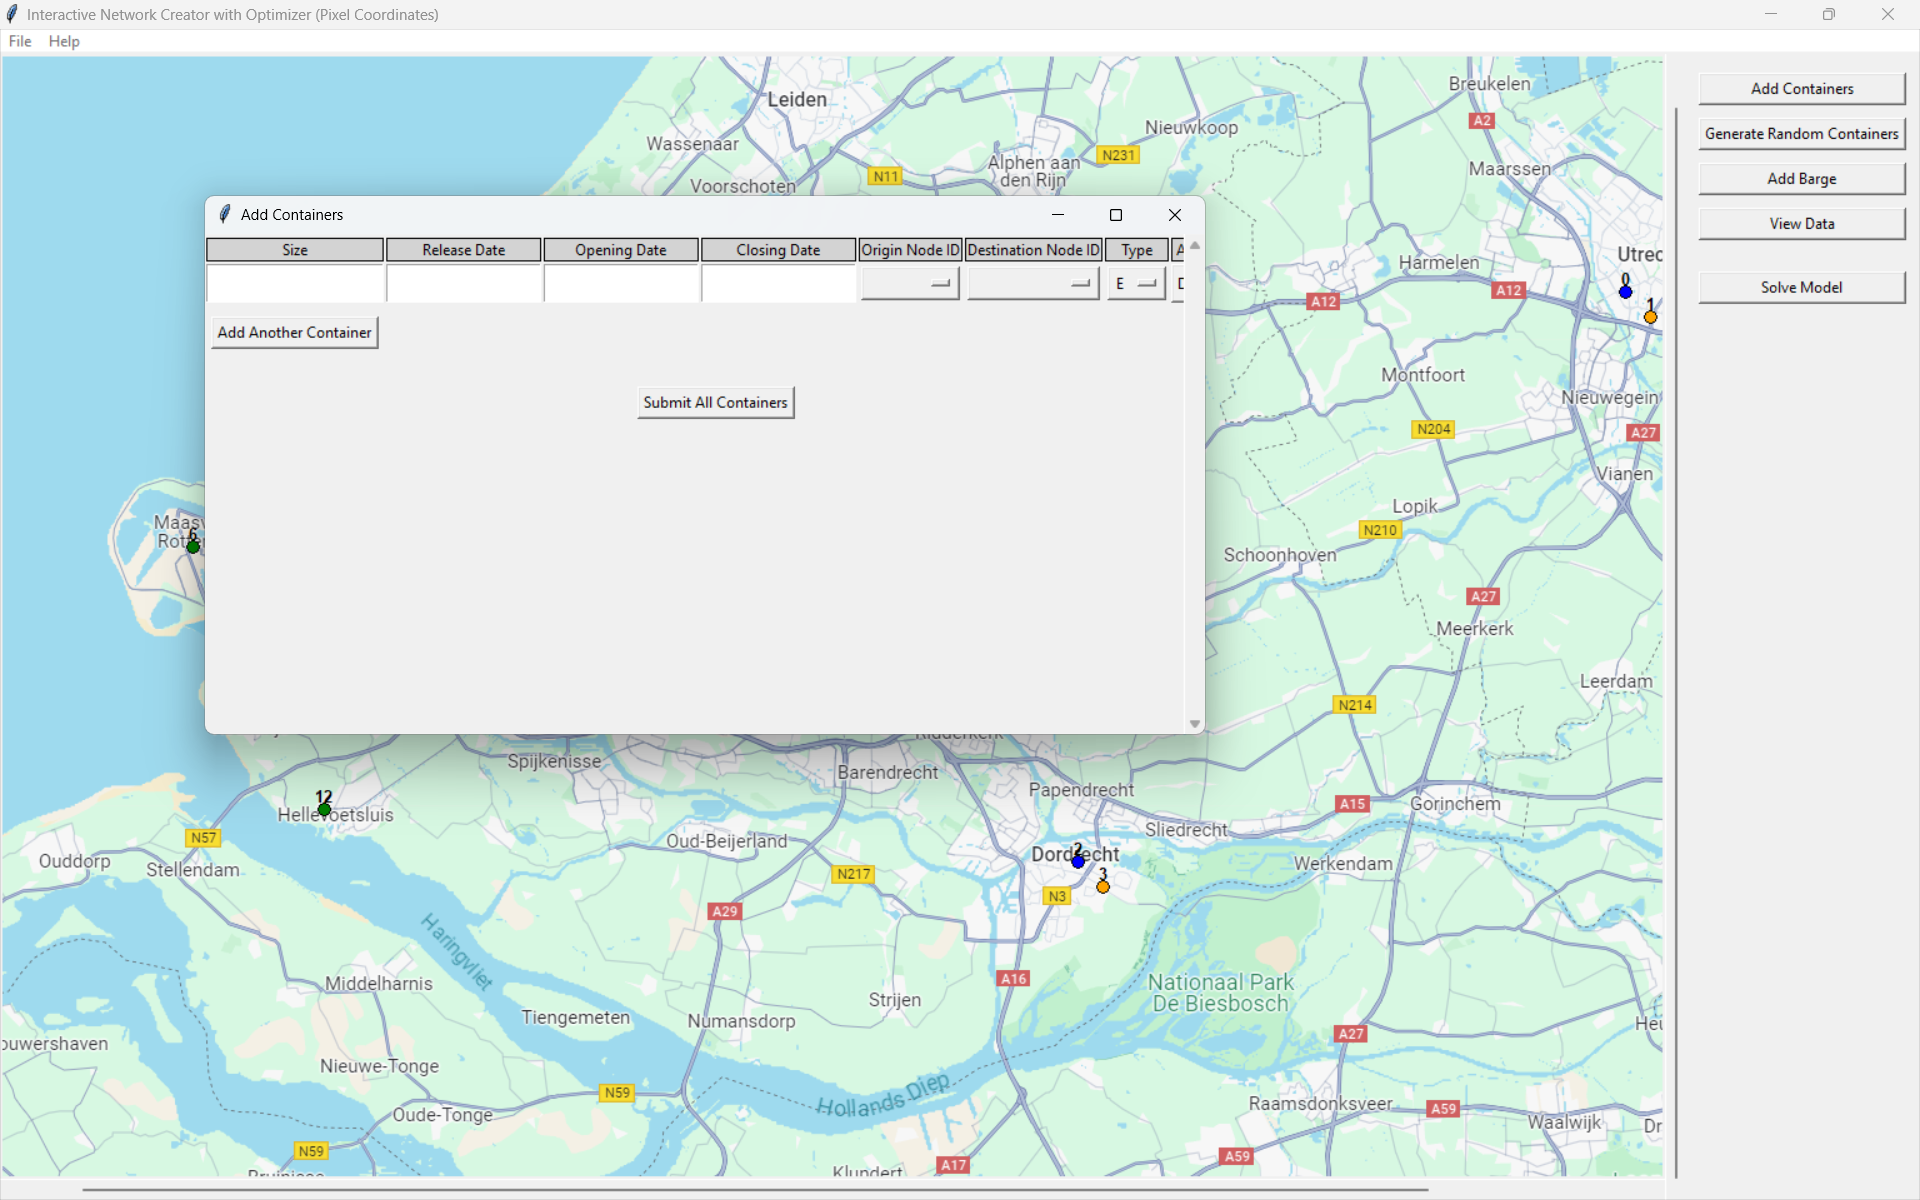 Interactive Network Creator with Optimizer (Pixel Coordinates)
File Help
Add Containers
Generate Random Containers
Add Barge
View Data
Solve Model
Add Containers
Size Release Date Opening Date Closing Date Origin Node ID Destination Node ID Type A
E
Add Another Container
Submit All Containers
Leiden
Breukelen
A2
Nieuwkoop
Wassenaar
N231
Alphen aan
den Rijn
Maarssen
N11
Voorschoten
Utrec
Harmelen
0
A12
A12
1
Montfoort
Nieuwegein
N204
A27
Vianen
Lopik
Maasv
6
N210
Schoonhoven
A27
Meerkerk
Leerdam
N214
Spijkenisse
Barendrecht
Papendrecht
12
Hellevoetsluis
A15
Gorinchem
Sliedrecht
N57
Oud-Beijerland
Dordrecht
2
Ouddorp
Stellendam
Werkendam
N217
3
N3
A29
Haringvliet
A16
Middelharnis
Nationaal Park
De Biesbosch
Strijen
Tiengemeten
Numansdorp
A27
ouwershaven
Nieuwe-Tonge
N59
Hollands Diep
Oude-Tonge
Raamsdonksveer
A59
Waalwijk
Dr
N59
A59
Klundert
A17